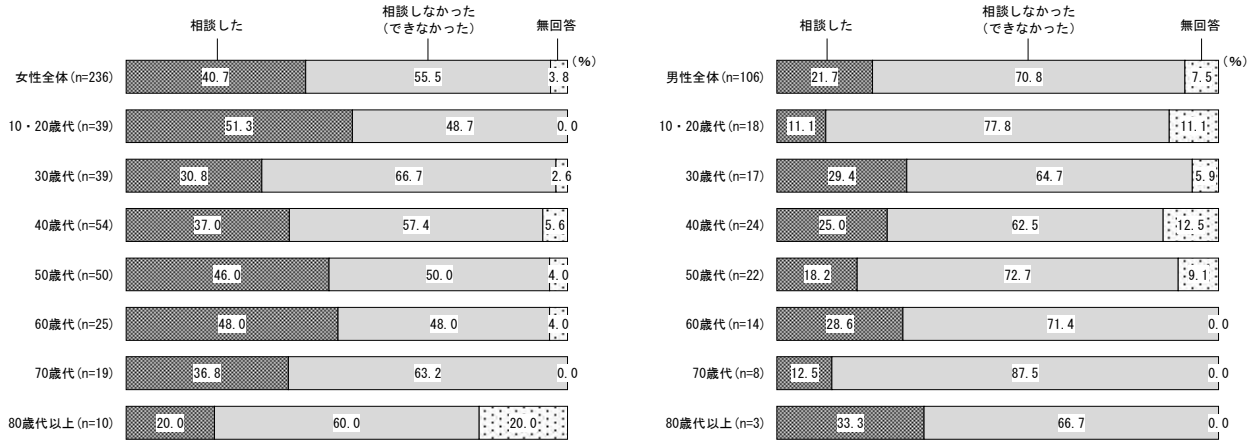 相談した
相談しなかった
（できなかった）
無回答
(%)
女性全体(n=236) 40.7 55.5 3.8
10・20歳代(n=39) 51.3 48.7 0.0
30歳代(n=39) 30.8 66.7 2.6
40歳代(n=54) 37.0 57.4 5.6
50歳代(n=50) 46.0 50.0 4.0
60歳代(n=25) 48.0 48.0 4.0
70歳代(n=19) 36.8 63.2 0.0
80歳代以上(n=10) 20.0 60.0 20.0
相談した
相談しなかった
（できなかった）
無回答
(%)
男性全体(n=106) 21.7 70.8 7.5
10・20歳代(n=18) 11.1 77.8 11.1
30歳代(n=17) 29.4 64.7 5.9
40歳代(n=24) 25.0 62.5 12.5
50歳代(n=22) 18.2 72.7 9.1
60歳代(n=14) 28.6 71.4 0.0
70歳代(n=8) 12.5 87.5 0.0
80歳代以上(n=3) 33.3 66.7 0.0